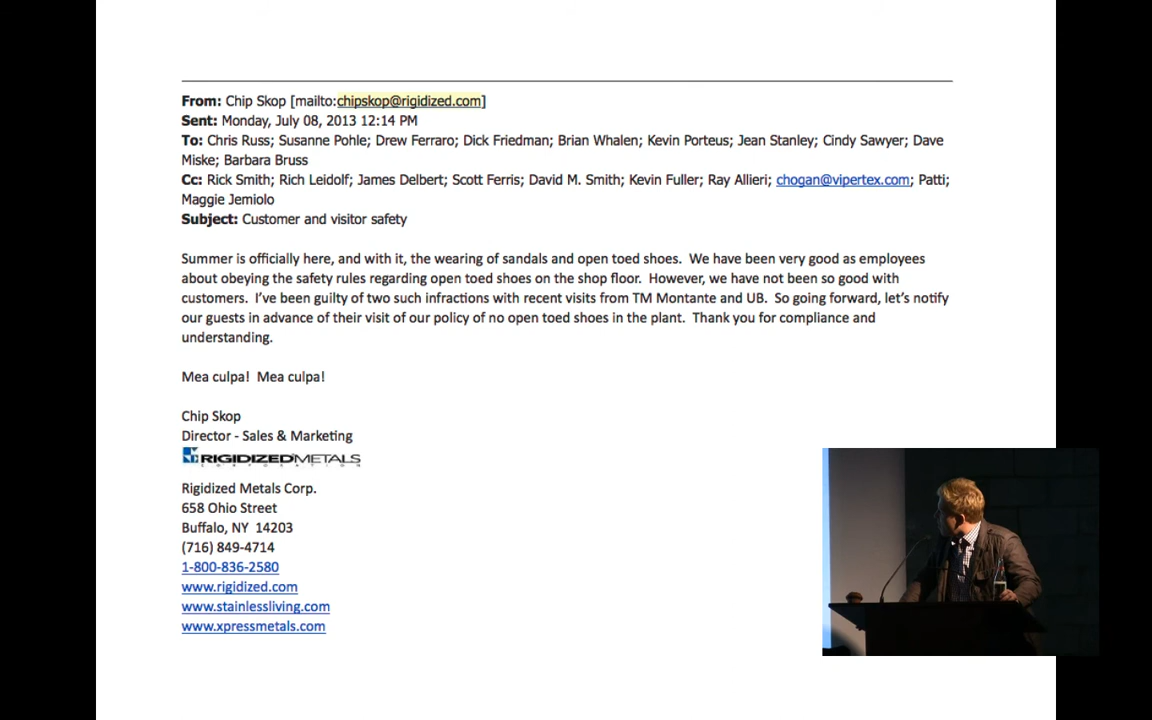 From: Chip Skop [mailto:chipskop@rigidized.com]
Sent: Monday, July 08, 2013 12:14 PM
To: Chris Russ; Susanne Pohle; Drew Ferraro; Dick Friedman; Brian Whalen; Kevin Porteus; Jean Stanley; Cindy Sawyer; Dave
Miske; Barbara Bruss
Cc: Rick Smith; Rich Leidolf; James Delbert; Scott Ferris; David M. Smith; Kevin Fuller; Ray Allieri; chogan@vipertex.com; Patti;
Maggie Jemiolo
Subject: Customer and visitor safety
Summer is officially here, and with it, the wearing of sandals and open toed shoes.  We have been very good as employees
about obeying the safety rules regarding open toed shoes on the shop floor.  However, we have not been so good with
customers.  I've been guilty of two such infractions with recent visits from TM Montante and UB.  So going forward, let's notify
our guests in advance of their visit of our policy of no open toed shoes in the plant.  Thank you for compliance and
understanding.
Mea culpa!  Mea culpa!
Chip Skop
Director - Sales & Marketing
RIGIDIZED METALS
CORPORATION
Rigidized Metals Corp.
658 Ohio Street
Buffalo, NY  14203
(716) 849-4714
1-800-836-2580
www.rigidized.com
www.stainlessliving.com
www.xpressmetals.com